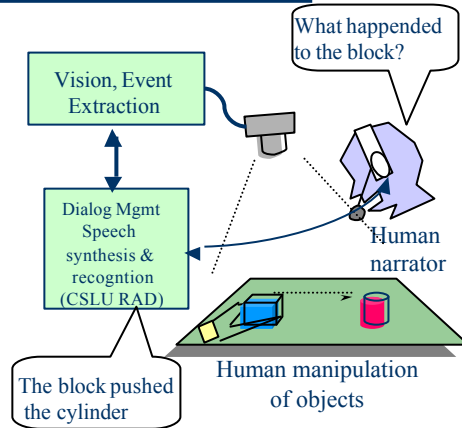 What happended
to the block?
Vision, Event
Extraction
Dialog Mgmt
Speech
synthesis &
recogntion
(CSLU RAD)
Human
narrator
The block pushed
the cylinder
Human manipulation
of objects